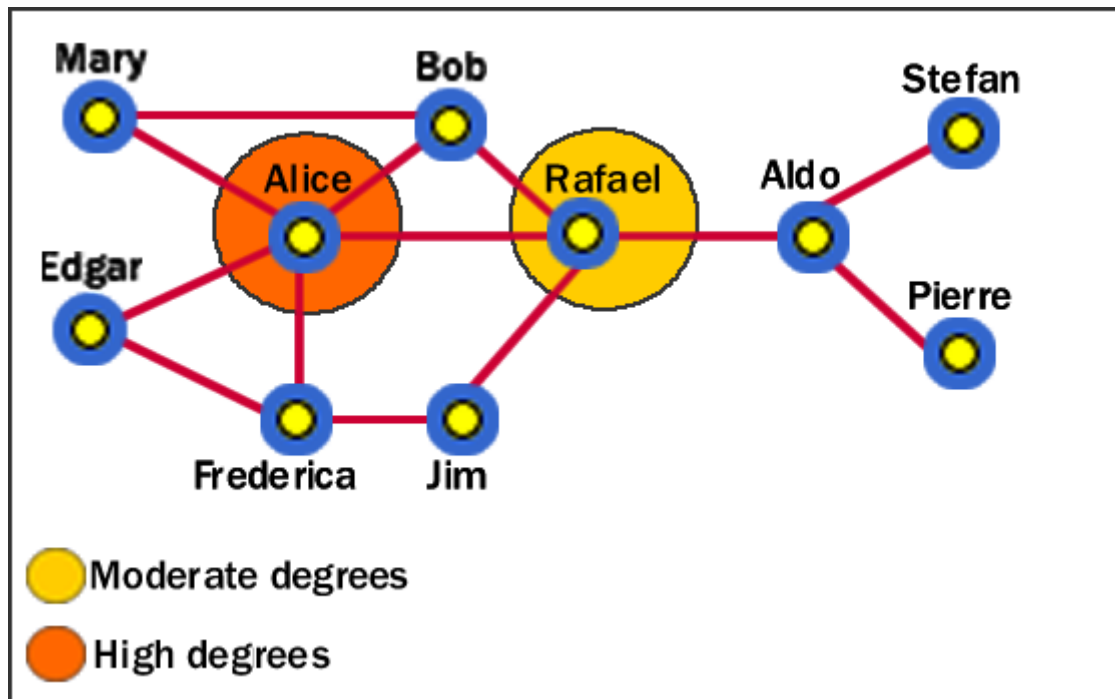 Mary
Bob
Stefan
Alice
Rafael
Aldo
Edgar
Pierre
Frederica
Jim
Moderate degrees
High degrees